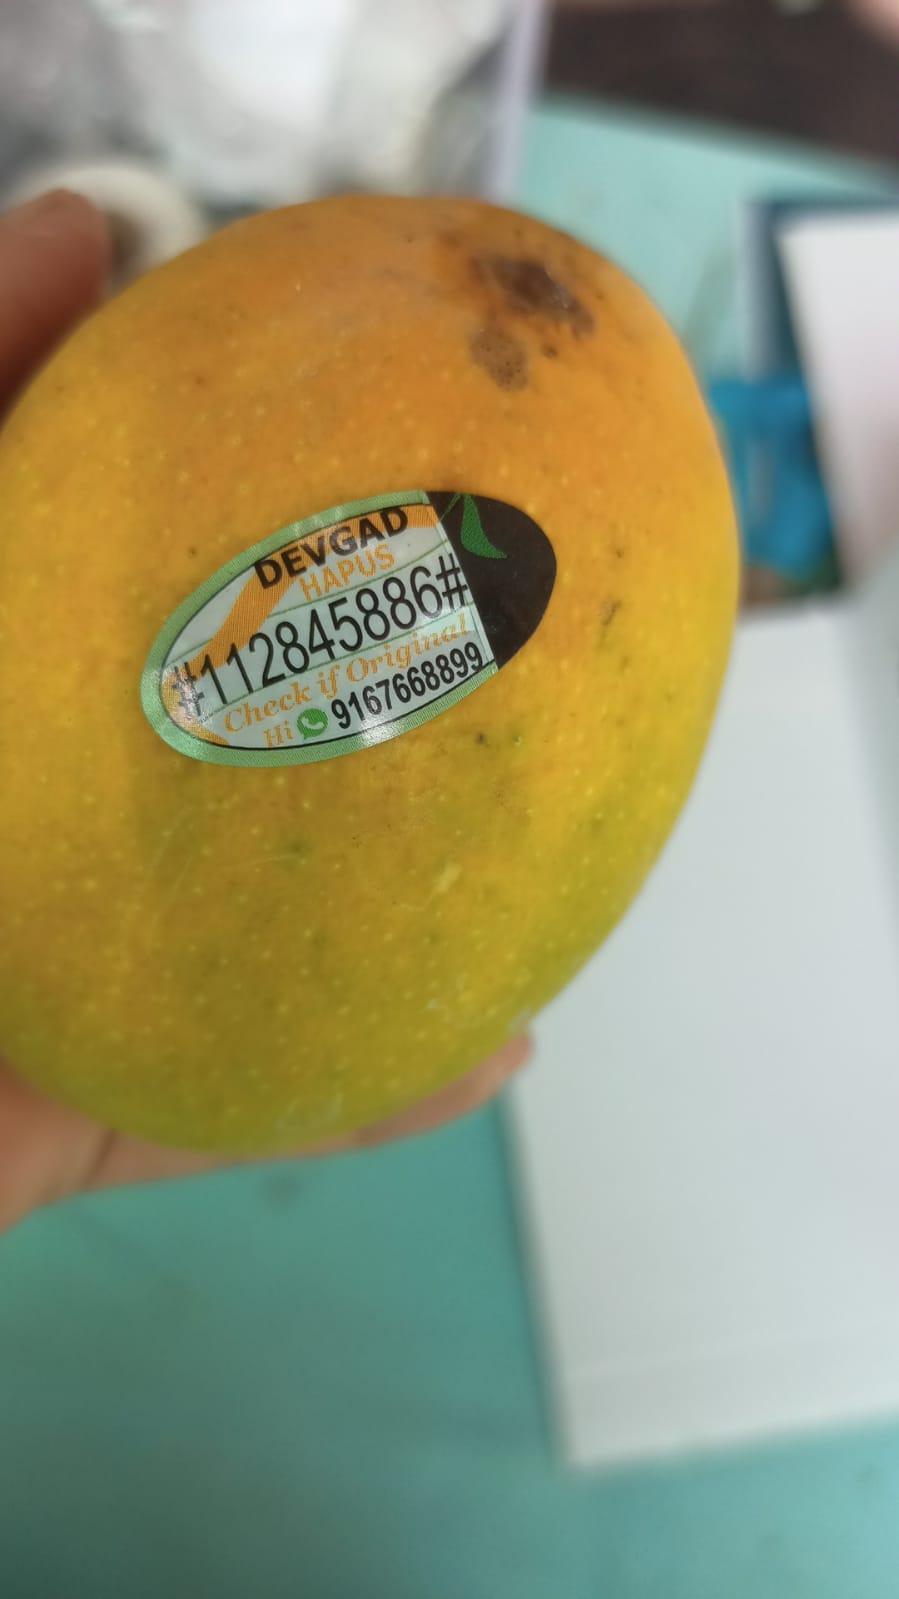 DEVGAD
HAPUS
#112845886#
Check if Original
Hi 9167668899